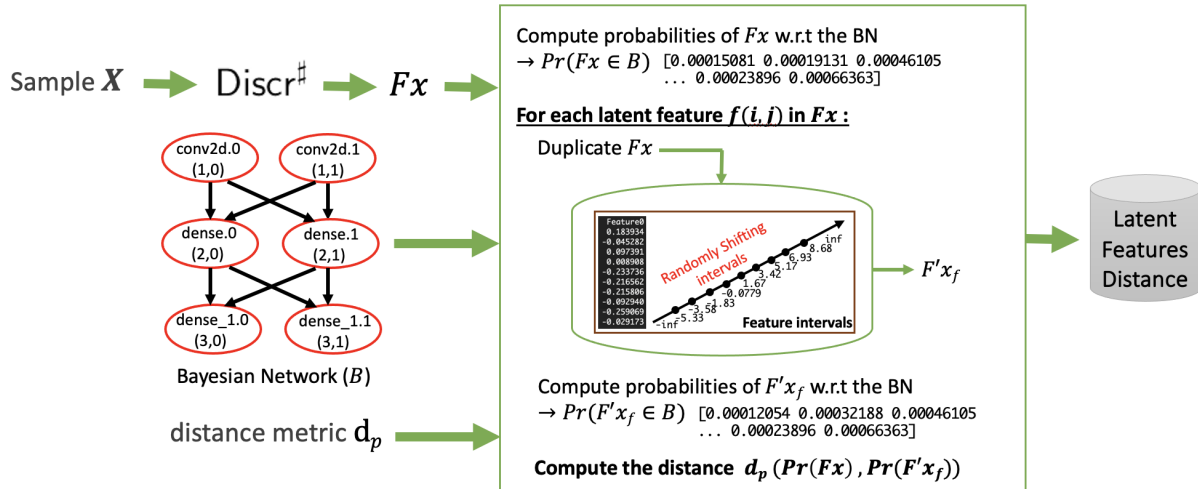 Sample X
Discr♯
Fx
conv2d.0
(1,0)
conv2d.1
(1,1)
dense.0
(2,0)
dense.1
(2,1)
dense_1.0
(3,0)
dense_1.1
(3,1)
Bayesian Network (B)
distance metric dₚ
Compute probabilities of Fx w.r.t the BN
→ Pr(Fx ∈ B) [0.00015081 0.00019131 0.00046105
... 0.00023896 0.00066363]
For each latent feature f(i,j) in Fx :
Duplicate Fx
Feature0
0.183934
-0.045282
0.097391
0.008908
-0.233736
-0.216562
-0.215806
-0.092940
-0.259069
-0.029173
Randomly Shifting
intervals
-inf
-5.33
-3.58
-1.83
-0.0779
1.67
3.42
5.17
6.93
8.68
inf
Feature intervals
F'x_f
Compute probabilities of F'x_f w.r.t the BN
→ Pr(F'x_f ∈ B) [0.00012054 0.00032188 0.00046105
... 0.00023896 0.00066363]
Compute the distance dₚ (Pr(Fx) , Pr(F'x_f))
Latent
Features
Distance